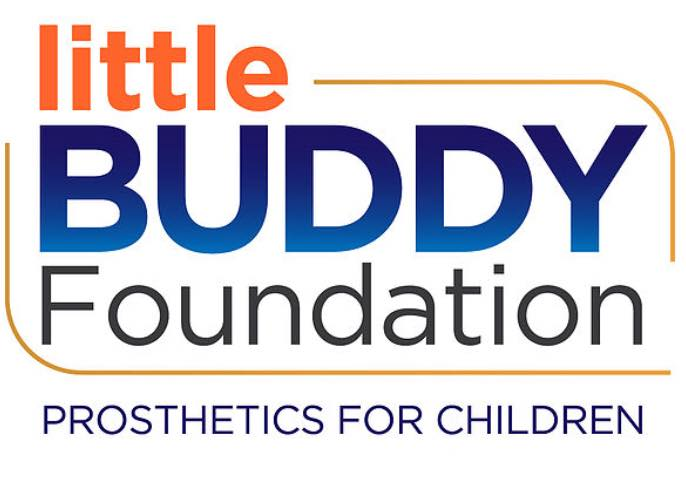 little
BUDDY
Foundation
PROSTHETICS FOR CHILDREN